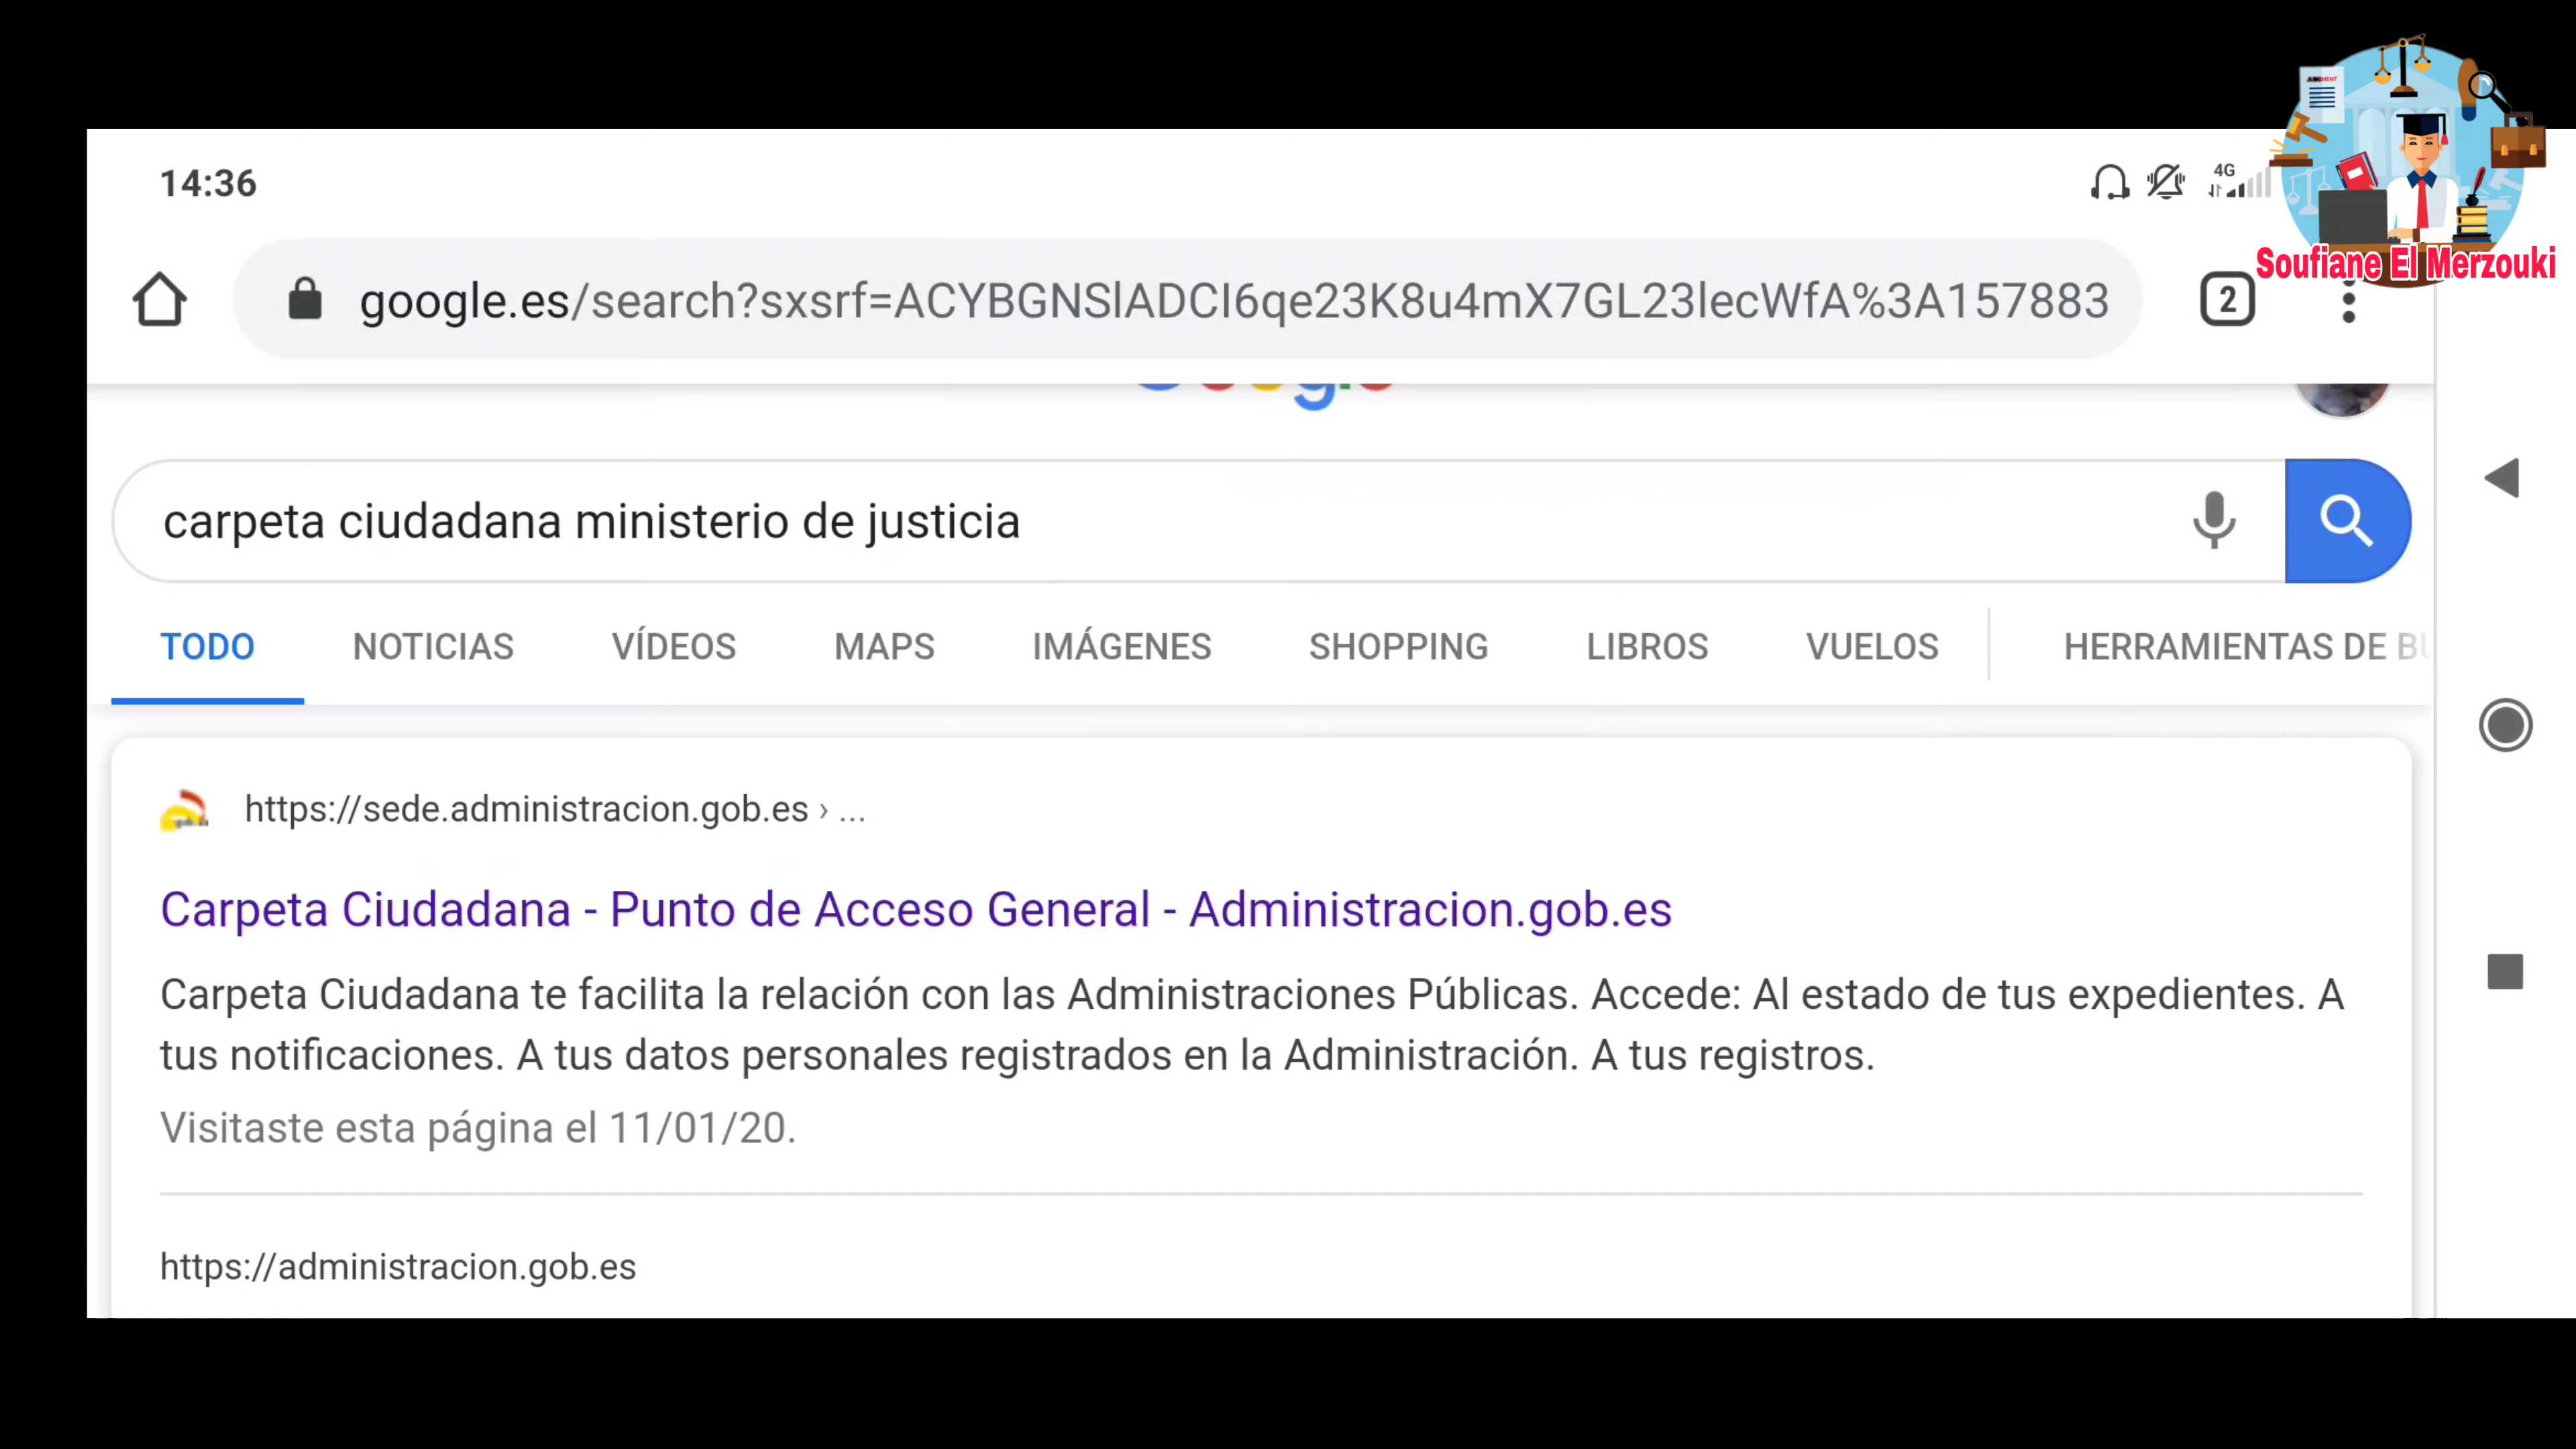 14:36
4G
Soufiane El Merzouki
google.es/search?sxsrf=ACYBGNSlADCI6qe23K8u4mX7GL23lecWfA%3A157883
2
carpeta ciudadana ministerio de justicia
TODO NOTICIAS VÍDEOS MAPS IMÁGENES SHOPPING LIBROS VUELOS HERRAMIENTAS DE BU
https://sede.administracion.gob.es › ...
Carpeta Ciudadana - Punto de Acceso General - Administracion.gob.es
Carpeta Ciudadana te facilita la relación con las Administraciones Públicas. Accede: Al estado de tus expedientes. A
tus notificaciones. A tus datos personales registrados en la Administración. A tus registros.
Visitaste esta página el 11/01/20.
https://administracion.gob.es